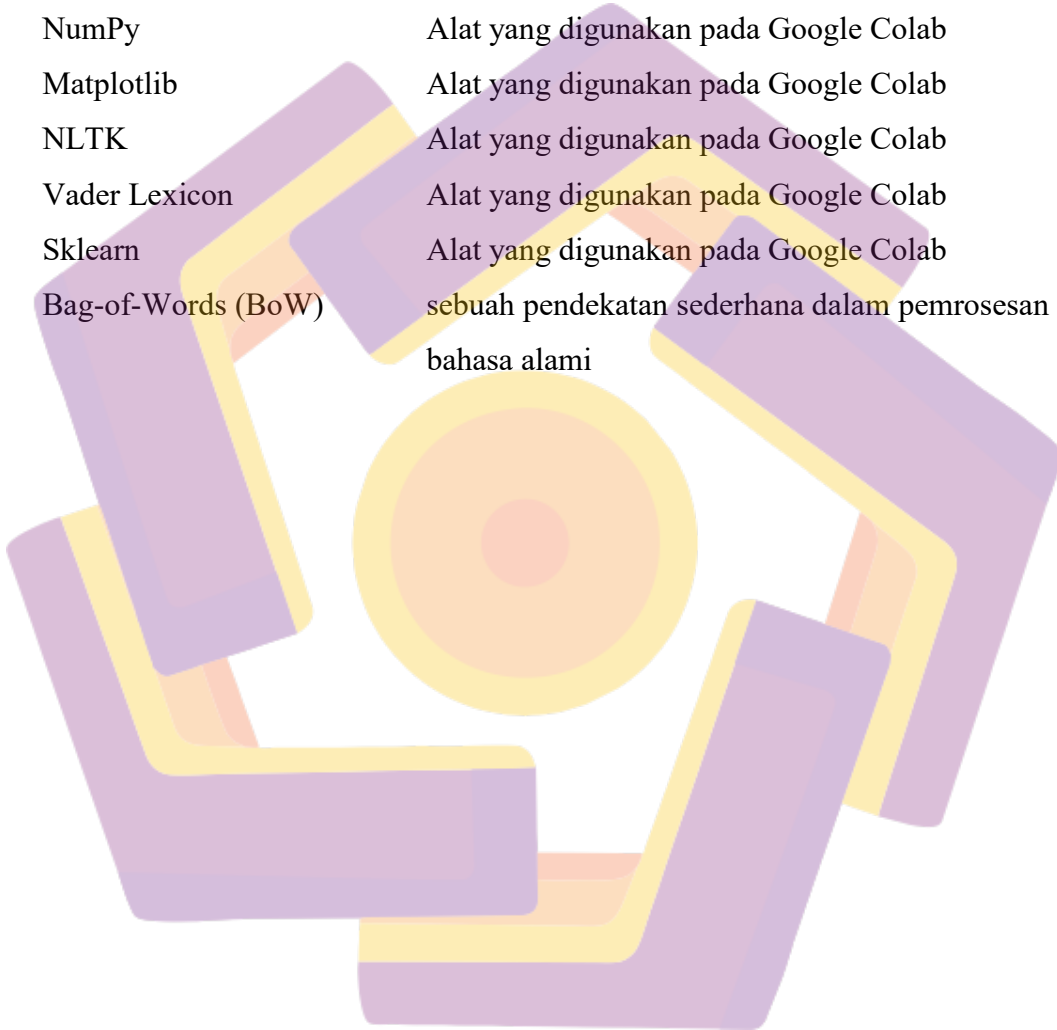 NumPy Alat yang digunakan pada Google Colab
Matplotlib Alat yang digunakan pada Google Colab
NLTK Alat yang digunakan pada Google Colab
Vader Lexicon Alat yang digunakan pada Google Colab
Sklearn Alat yang digunakan pada Google Colab
Bag-of-Words (BoW) sebuah pendekatan sederhana dalam pemrosesan
bahasa alami